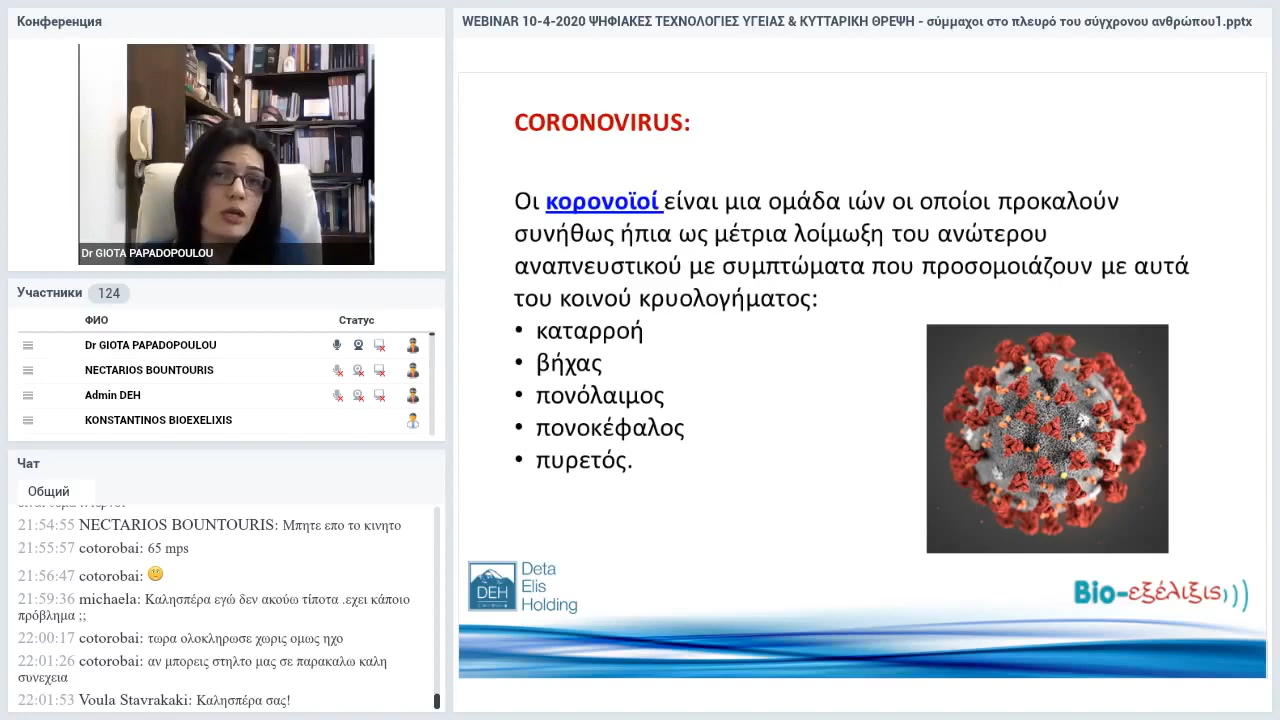 Конференция
Dr GIOTA PAPADOPOULOU
Участники 124
ФИО Статус
Dr GIOTA PAPADOPOULOU
NECTARIOS BOUNTOURIS
Admin DEH
KONSTANTINOS BIOEXELIXIS
Чат
Общий
21:54:55 NECTARIOS BOUNTOURIS: Μπητε επο το κινητο
21:55:57 cotorobai: 65 mps
21:56:47 cotorobai:
21:59:36 michaela: Καλησπέρα εγώ δεν ακούω τίποτα .εχει κάποιο
πρόβλημα ;;
22:00:17 cotorobai: τωρα ολοκληρωσε χωρις ομως ηχο
22:01:26 cotorobai: αν μπορεις στηλτο μας σε παρακαλω καλη
συνεχεια
22:01:53 Voula Stavrakaki: Καλησπέρα σας!
WEBINAR 10-4-2020 ΨΗΦΙΑΚΕΣ ΤΕΧΝΟΛΟΓΙΕΣ ΥΓΕΙΑΣ & ΚΥΤΤΑΡΙΚΗ ΘΡΕΨΗ - σύμμαχοι στο πλευρό του σύγχρονου ανθρώπου1.pptx
CORONOVIRUS:
Οι κορονοϊοί είναι μια ομάδα ιών οι οποίοι προκαλούν
συνήθως ήπια ως μέτρια λοίμωξη του ανώτερου
αναπνευστικού με συμπτώματα που προσομοιάζουν με αυτά
του κοινού κρυολογήματος:
• καταρροή
• βήχας
• πονόλαιμος
• πονοκέφαλος
• πυρετός.
DEH
Deta
Elis
Holding
Bio-εξέλιξις